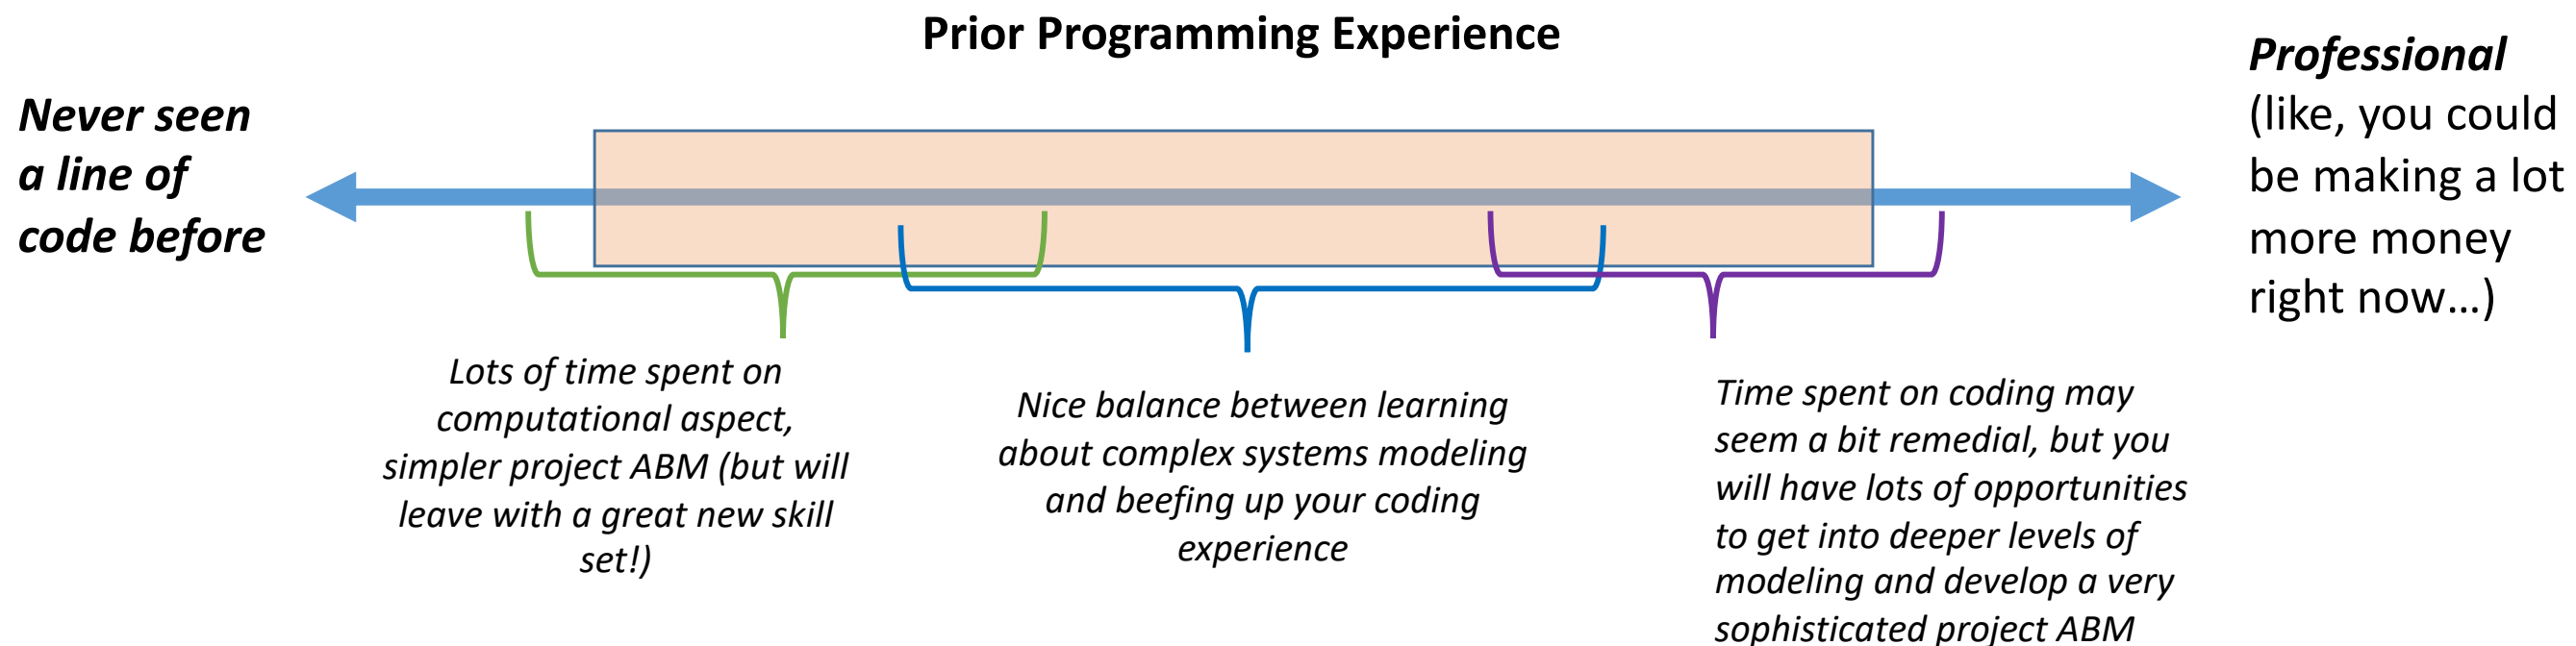 Prior Programming Experience
Never seen
a line of
code before
Professional
(like, you could
be making a lot
more money
right now…)
Lots of time spent on
computational aspect,
simpler project ABM (but will
leave with a great new skill
set!)
Nice balance between learning
about complex systems modeling
and beefing up your coding
experience
Time spent on coding may
seem a bit remedial, but you
will have lots of opportunities
to get into deeper levels of
modeling and develop a very
sophisticated project ABM